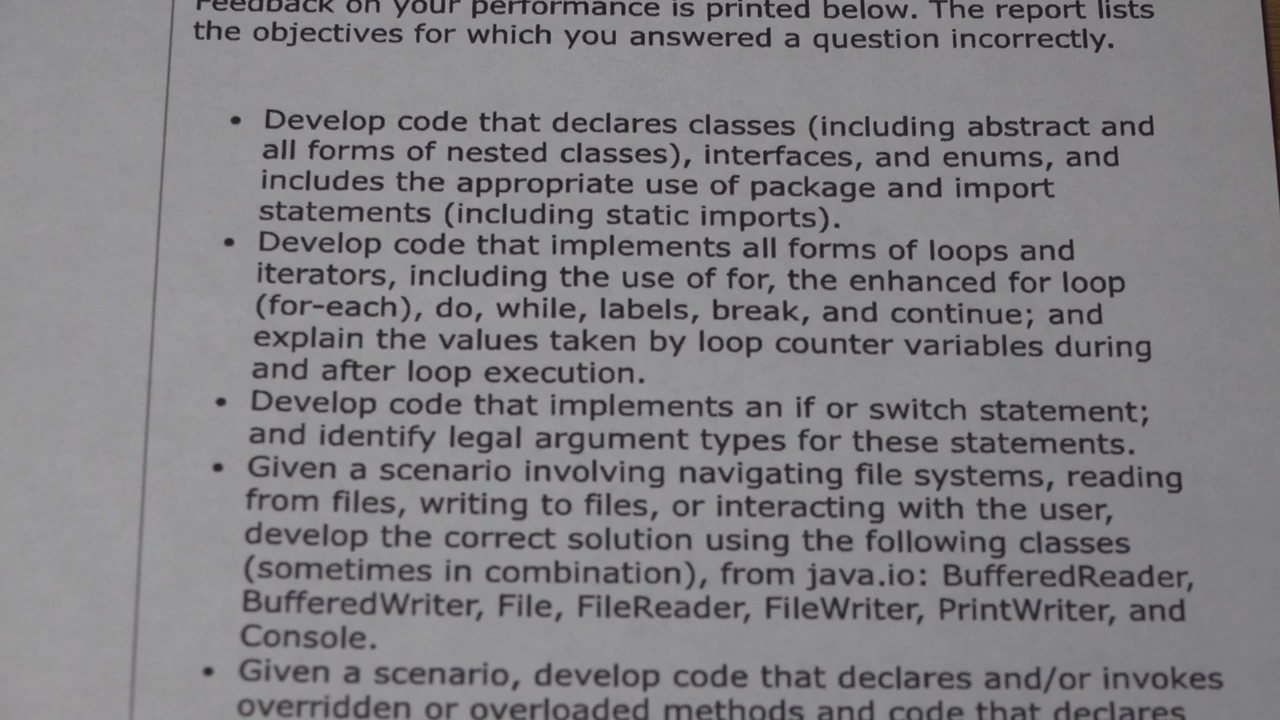 Feedback on your performance is printed below. The report lists
the objectives for which you answered a question incorrectly.
• Develop code that declares classes (including abstract and
all forms of nested classes), interfaces, and enums, and
includes the appropriate use of package and import
statements (including static imports).
• Develop code that implements all forms of loops and
iterators, including the use of for, the enhanced for loop
(for-each), do, while, labels, break, and continue; and
explain the values taken by loop counter variables during
and after loop execution.
• Develop code that implements an if or switch statement;
and identify legal argument types for these statements.
• Given a scenario involving navigating file systems, reading
from files, writing to files, or interacting with the user,
develop the correct solution using the following classes
(sometimes in combination), from java.io: BufferedReader,
BufferedWriter, File, FileReader, FileWriter, PrintWriter, and
Console.
• Given a scenario, develop code that declares and/or invokes
overridden or overloaded methods and code that declares